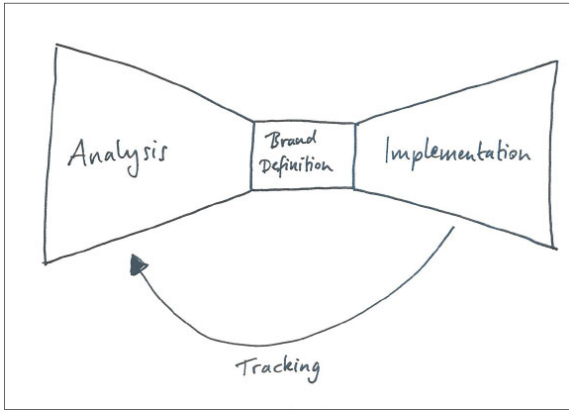 Analysis
Brand
Definition
Implementation
Tracking